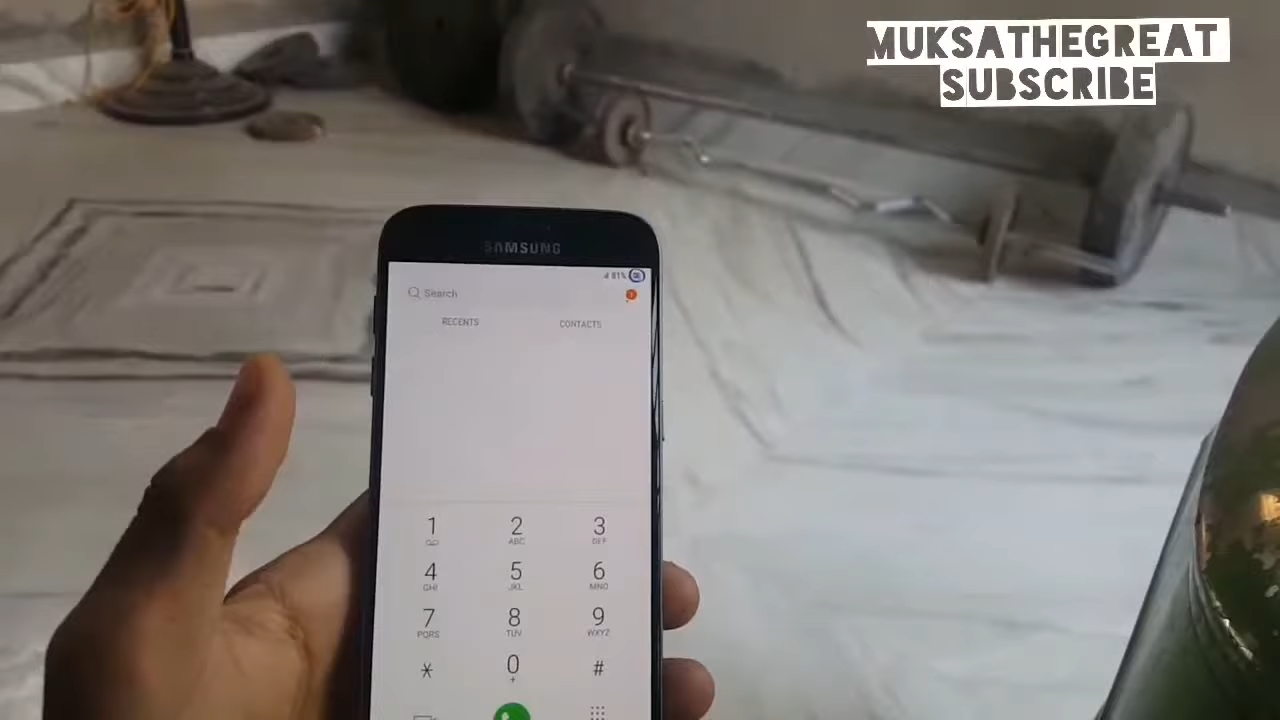 MUKSATHEGREAT
SUBSCRIBE
SAMSUNG
81%
Search
RECENTS
CONTACTS
1
2 ABC
3 DEF
4 GHI
5 JKL
6 MNO
7 PQRS
8 TUV
9 WXYZ
*
0 +
#